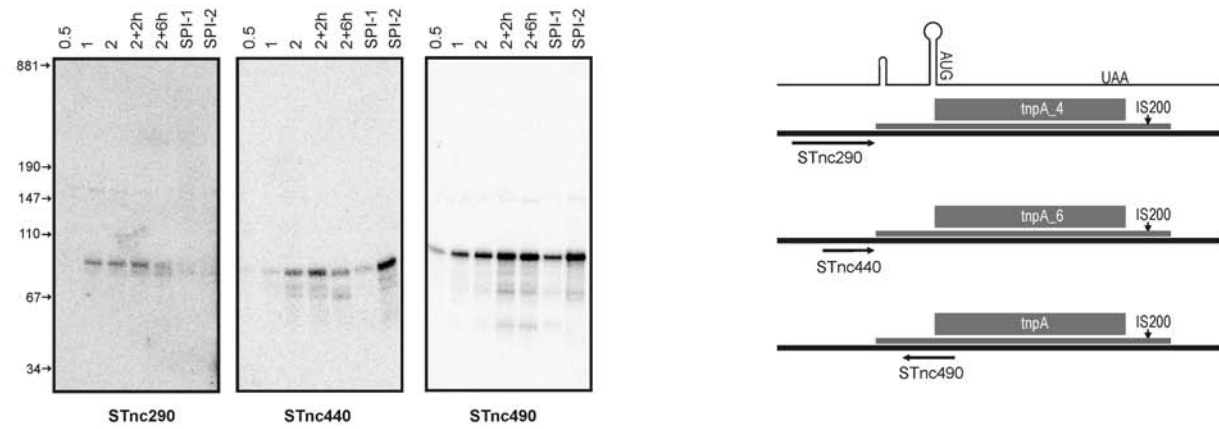 0.5 1 2 2+2h 2+6h SPI-1 SPI-2
0.5 1 2 2+2h 2+6h SPI-1 SPI-2
0.5 1 2 2+2h 2+6h SPI-1 SPI-2
881→
190→
147→
110→
67→
34→
STnc290
STnc440
STnc490
AUG
UAA
tnpA_4
IS200
STnc290
tnpA_6
IS200
STnc440
tnpA
IS200
STnc490